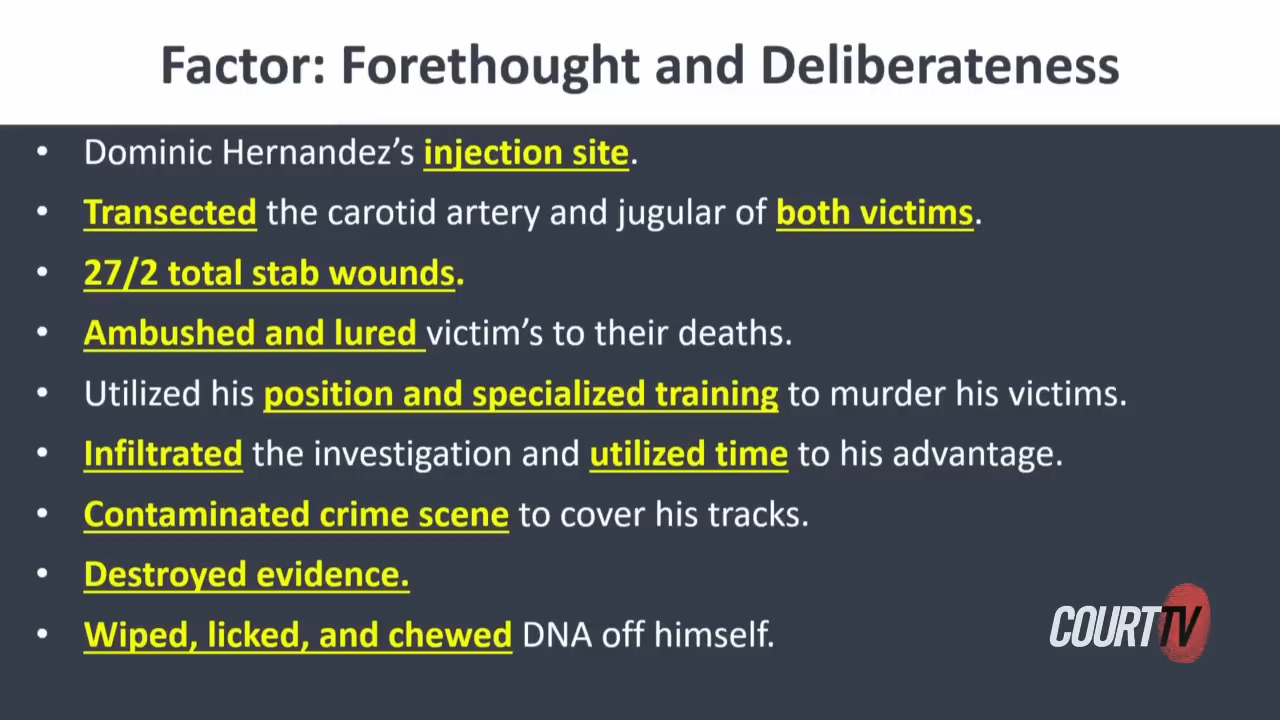 Factor: Forethought and Deliberateness
• Dominic Hernandez’s injection site.
• Transected the carotid artery and jugular of both victims.
• 27/2 total stab wounds.
• Ambushed and lured victim’s to their deaths.
• Utilized his position and specialized training to murder his victims.
• Infiltrated the investigation and utilized time to his advantage.
• Contaminated crime scene to cover his tracks.
• Destroyed evidence.
• Wiped, licked, and chewed DNA off himself.
COURT TV